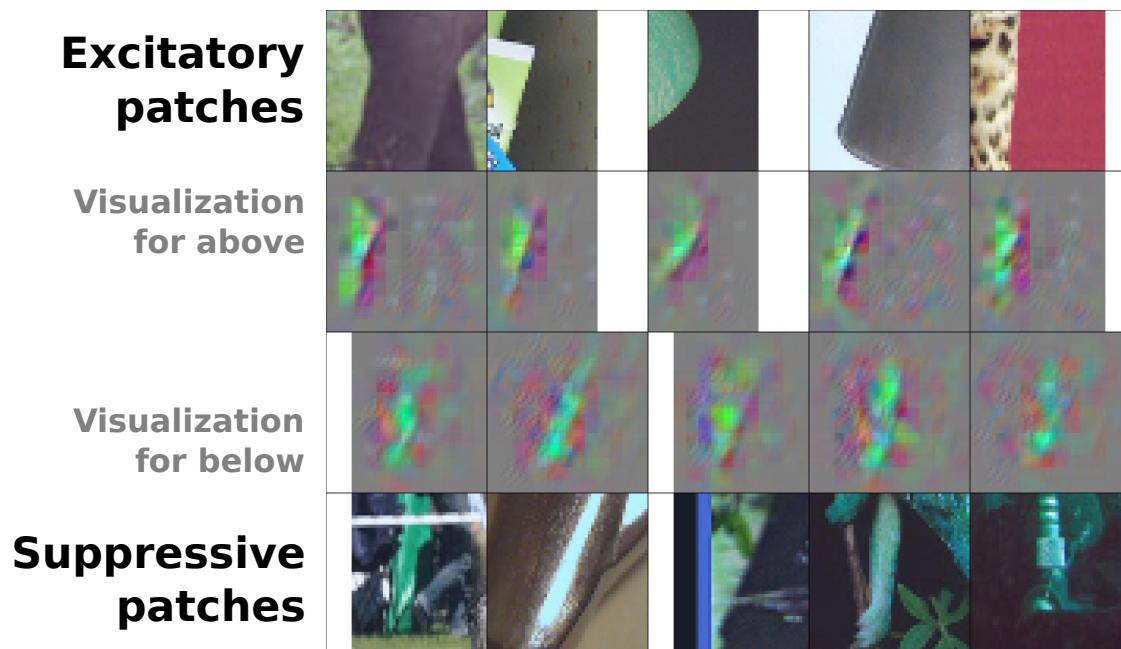 Excitatory
patches
Visualization
for above
Visualization
for below
Suppressive
patches